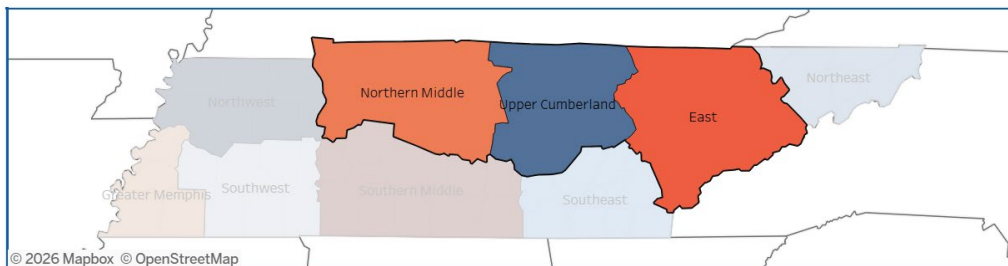 Northeast
Northern Middle
Northwest
Upper Cumberland
East
Greater Memphis
Southwest
Southern Middle
Southeast
© 2026 Mapbox © OpenStreetMap